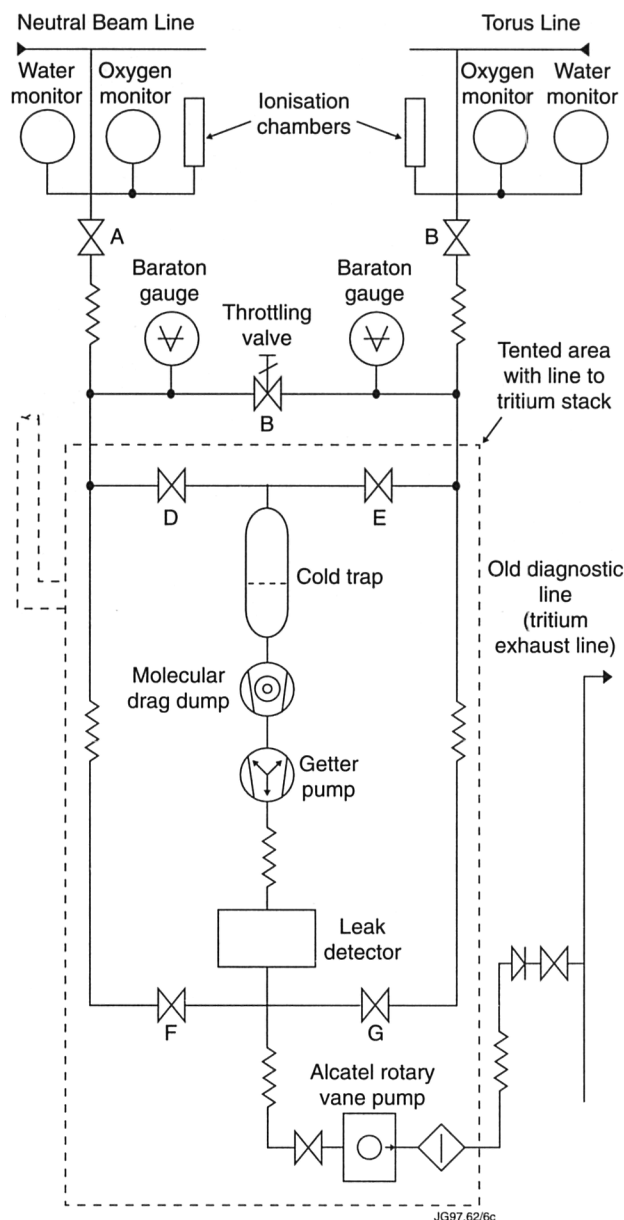 Neutral Beam Line
Torus Line
Water
monitor
Oxygen
monitor
Ionisation
chambers
Oxygen
monitor
Water
monitor
A
B
Baraton
gauge
Throttling
valve
Baraton
gauge
B
Tented area
with line to
tritium stack
D
E
Cold trap
Old diagnostic
line
(tritium
exhaust line)
Molecular
drag dump
Getter
pump
Leak
detector
F
G
Alcatel rotary
vane pump
JG97.62/6c